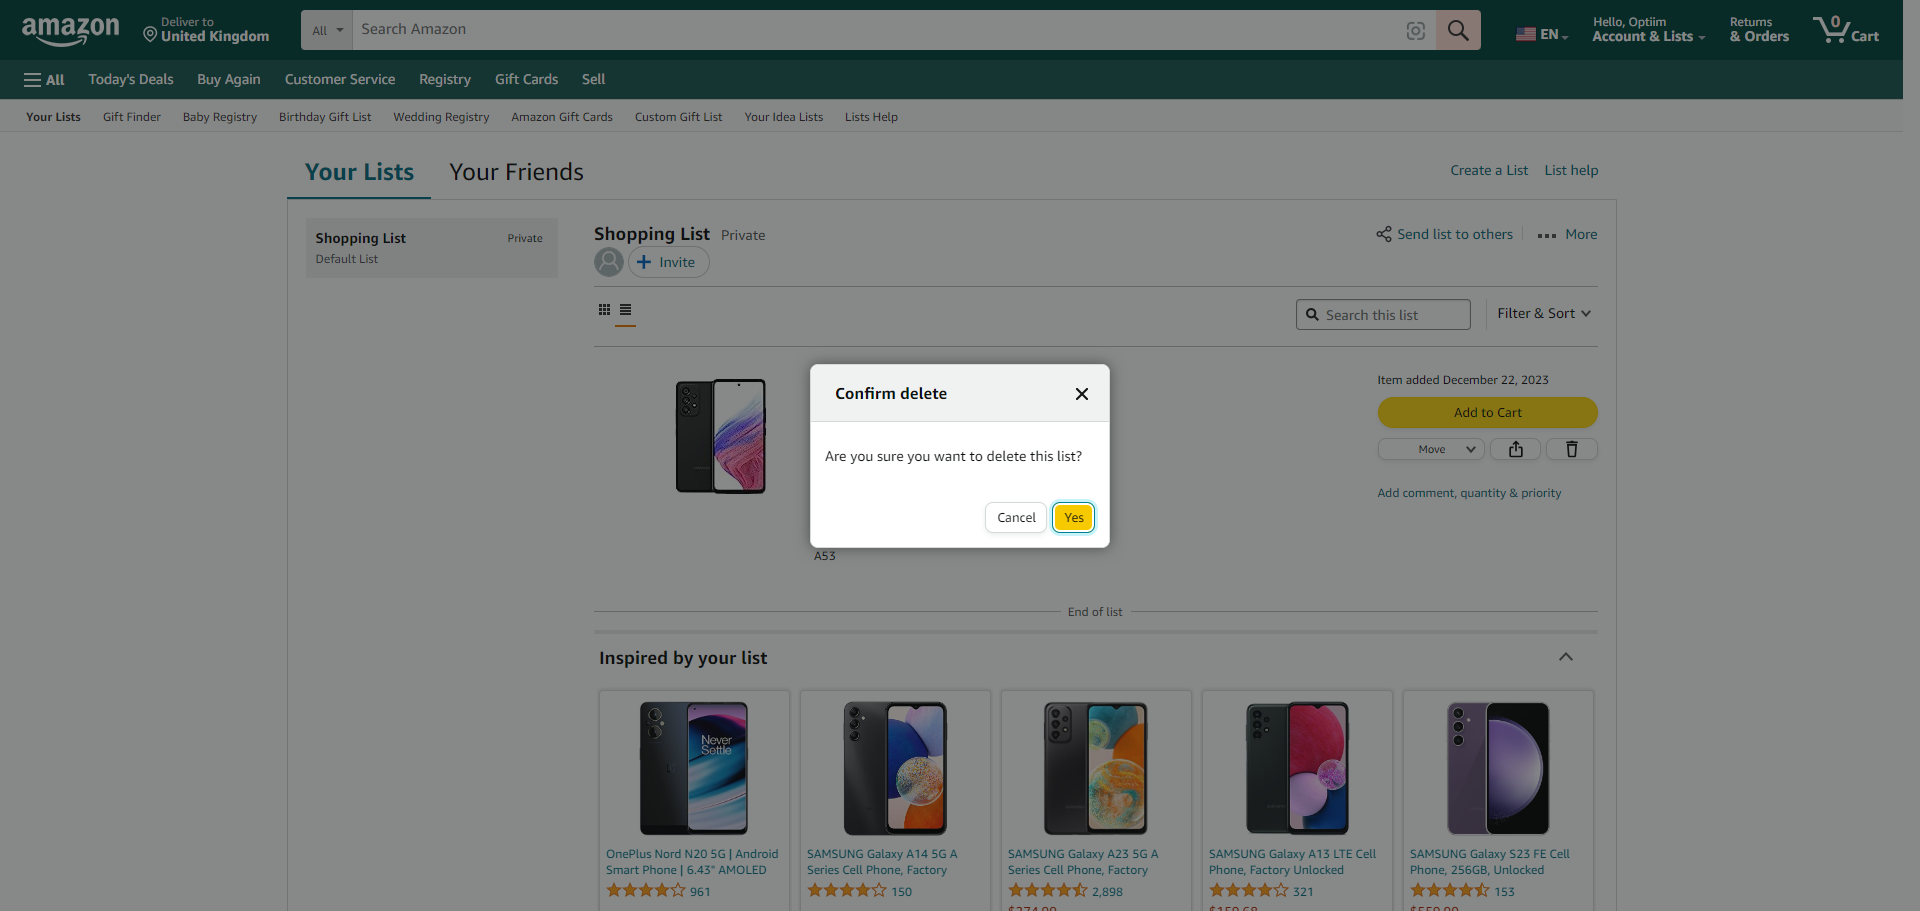 amazon
Deliver to
United Kingdom
All
Search Amazon
EN
Hello, Optiim
Account & Lists
Returns
& Orders
0
Cart
All
Today's Deals
Buy Again
Customer Service
Registry
Gift Cards
Sell
Your Lists
Gift Finder
Baby Registry
Birthday Gift List
Wedding Registry
Amazon Gift Cards
Custom Gift List
Your Idea Lists
Lists Help
Your Lists
Your Friends
Create a List
List help
Shopping List
Private
Default List
Shopping List
Private
Send list to others
More
Invite
Search this list
Filter & Sort
Confirm delete
Are you sure you want to delete this list?
Cancel
Yes
A53
Item added December 22, 2023
Add to Cart
Move
Add comment, quantity & priority
End of list
Inspired by your list
Never
Settle
OnePlus Nord N20 5G | Android
Smart Phone | 6.43" AMOLED
961
SAMSUNG Galaxy A14 5G A
Series Cell Phone, Factory
150
SAMSUNG Galaxy A23 5G A
Series Cell Phone, Factory
2,898
$274.99
SAMSUNG Galaxy A13 LTE Cell
Phone, Factory Unlocked
321
$159.68
SAMSUNG Galaxy S23 FE Cell
Phone, 256GB, Unlocked
153